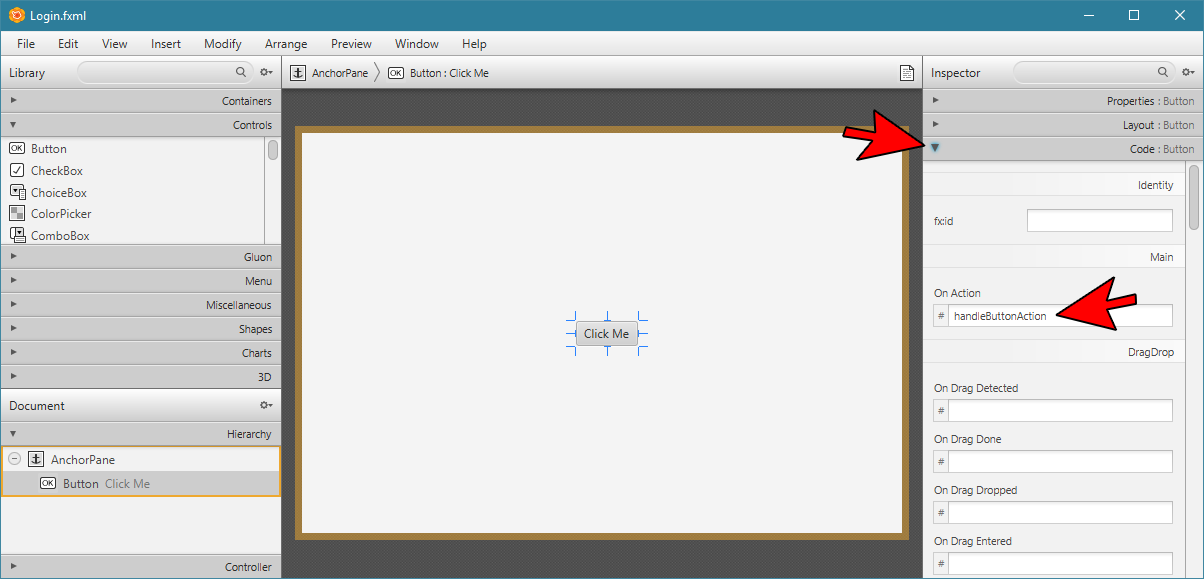 Login.fxml
File Edit View Insert Modify Arrange Preview Window Help
Library
AnchorPane
OK Button : Click Me
Inspector
Containers
Controls
OK Button
CheckBox
ChoiceBox
ColorPicker
ComboBox
Gluon
Menu
Miscellaneous
Shapes
Charts
3D
Document
Hierarchy
AnchorPane
OK Button Click Me
Controller
Click Me
Properties : Button
Layout : Button
Code : Button
Identity
fx:id
Main
On Action
# handleButtonAction
DragDrop
On Drag Detected
#
On Drag Done
#
On Drag Dropped
#
On Drag Entered
#